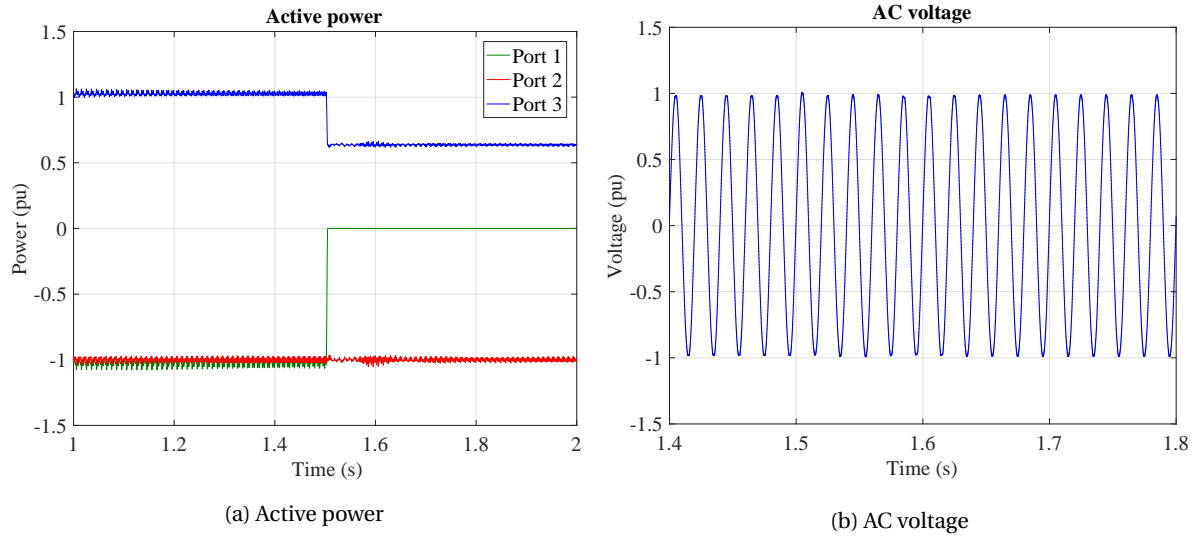 Active power
1.5
1
0.5
0
-0.5
-1
-1.5
Power (pu)
1 1.2 1.4 1.6 1.8 2
Time (s)
Port 1
Port 2
Port 3
(a) Active power
AC voltage
1.5
1
0.5
0
-0.5
-1
-1.5
Voltage (pu)
1.4 1.5 1.6 1.7 1.8
Time (s)
(b) AC voltage